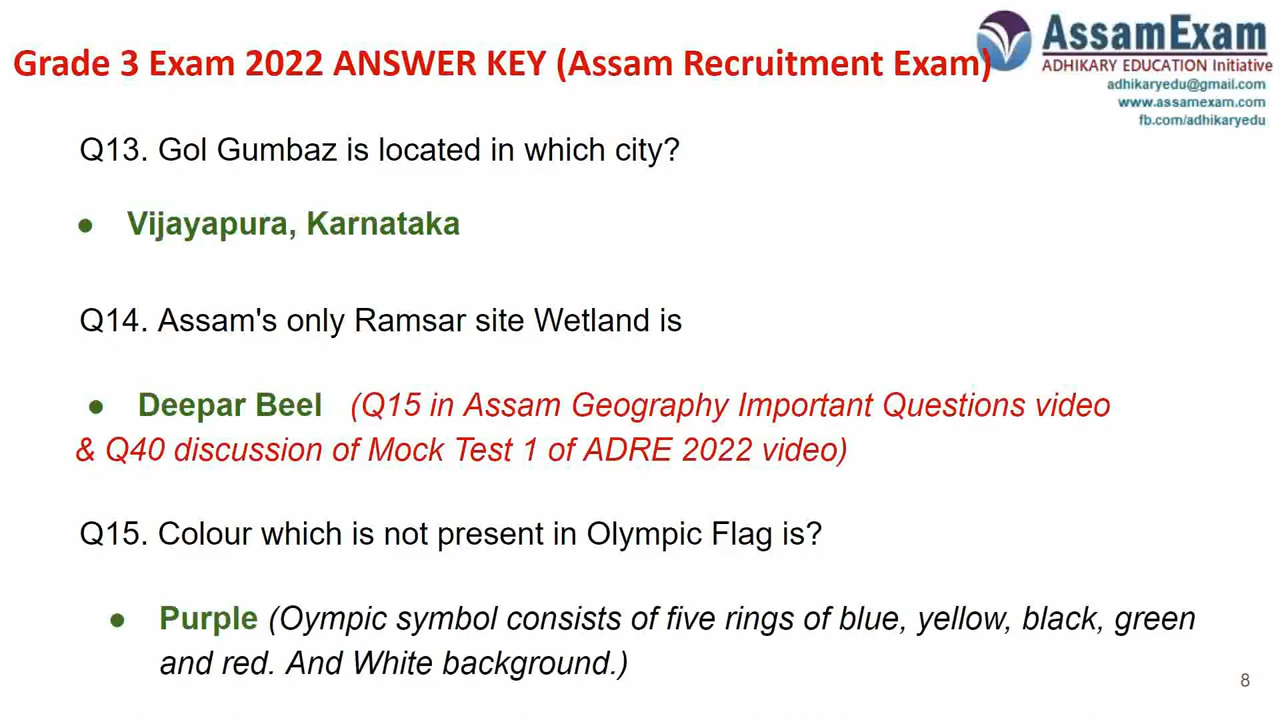 Grade 3 Exam 2022 ANSWER KEY (Assam Recruitment Exam)
AssamExam
ADHIKARY EDUCATION Initiative
adhikaryedu@gmail.com
www.assamexam.com
fb.com/adhikaryedu
Q13. Gol Gumbaz is located in which city?
● Vijayapura, Karnataka
Q14. Assam's only Ramsar site Wetland is
● Deepar Beel (Q15 in Assam Geography Important Questions video
& Q40 discussion of Mock Test 1 of ADRE 2022 video)
Q15. Colour which is not present in Olympic Flag is?
● Purple (Oympic symbol consists of five rings of blue, yellow, black, green
and red. And White background.)
8